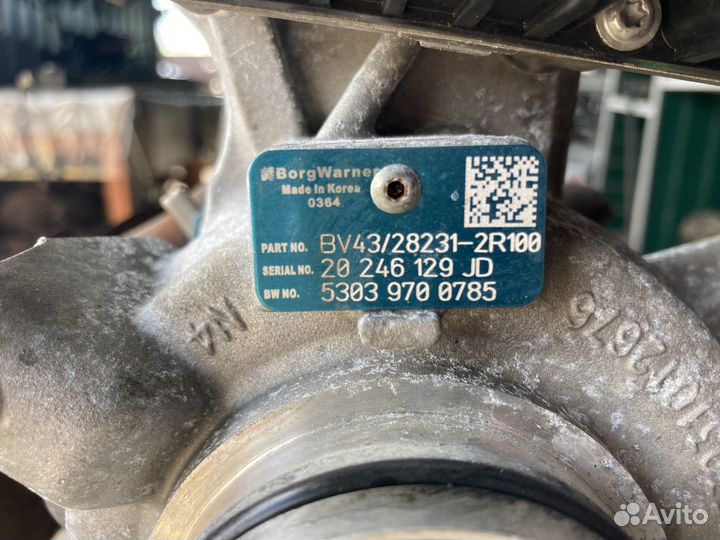 BorgWarner
Made in Korea
0364
PART NO. BV43/28231-2R100
SERIAL NO. 20 246 129 JD
BW NO. 5303 970 0785
N4
Avito